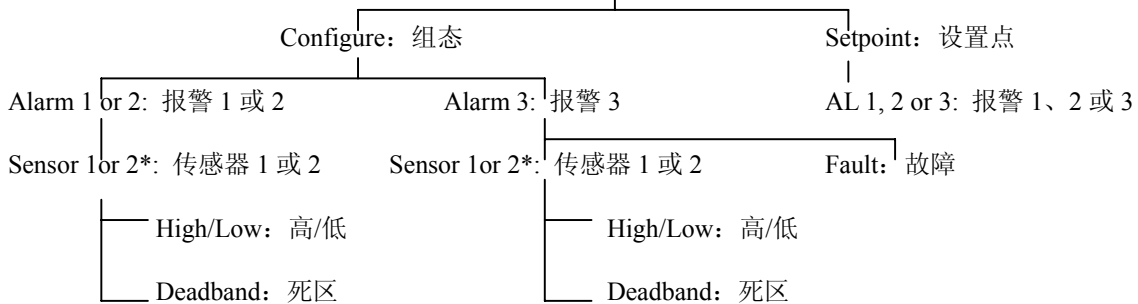 Configure：组态 Setpoint：设置点
Alarm 1 or 2: 报警 1 或 2 Alarm 3: 报警 3 AL 1, 2 or 3: 报警 1、2 或 3
Sensor 1or 2*: 传感器 1 或 2 Sensor 1or 2*: 传感器 1 或 2 Fault：故障
High/Low：高/低 High/Low：高/低
Deadband：死区 Deadband：死区